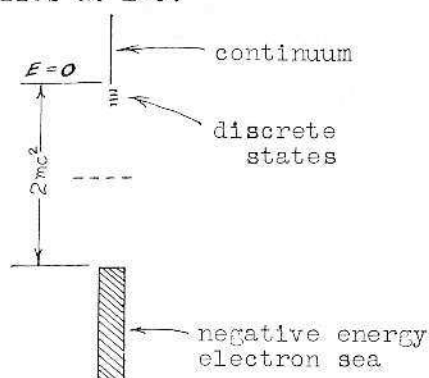 continuum
E = 0
discrete
states
2mc²
negative energy
electron sea